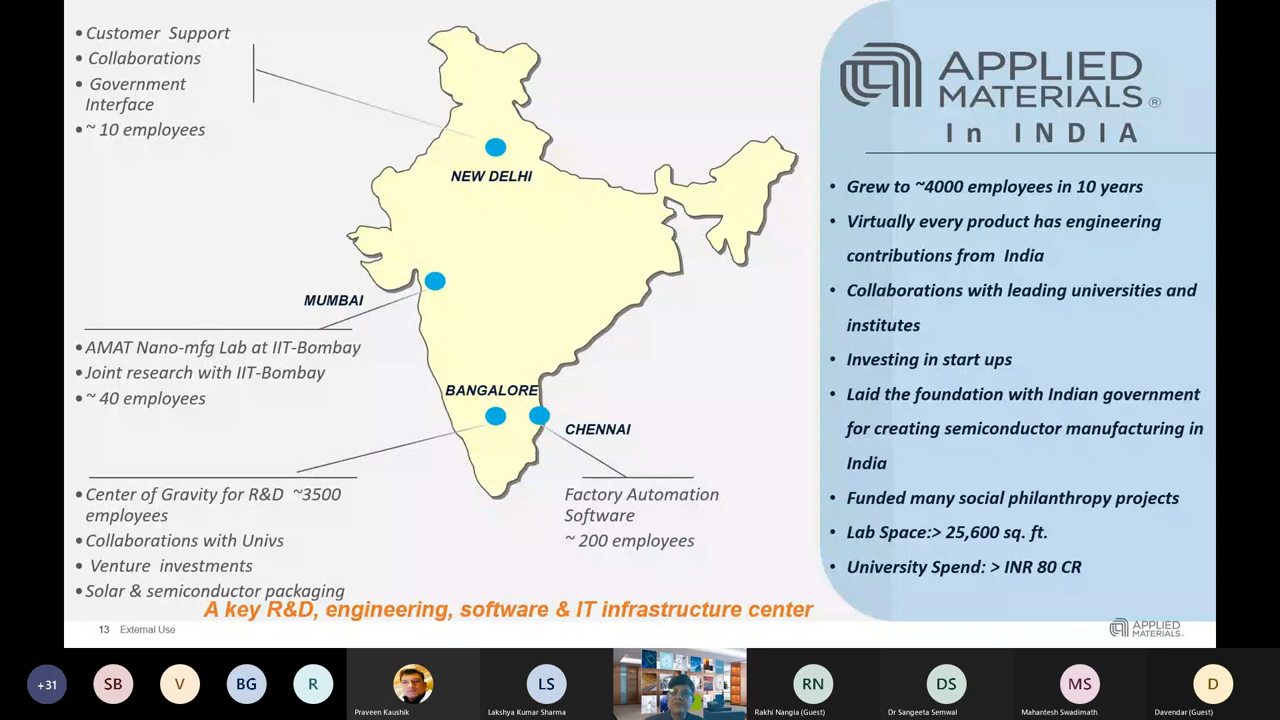 • Customer Support
• Collaborations
• Government
Interface
• ~ 10 employees
NEW DELHI
MUMBAI
• AMAT Nano-mfg Lab at IIT-Bombay
• Joint research with IIT-Bombay
• ~ 40 employees
BANGALORE
CHENNAI
• Center of Gravity for R&D ~3500
employees
• Collaborations with Univs
• Venture investments
• Solar & semiconductor packaging
Factory Automation
Software
~ 200 employees
A key R&D, engineering, software & IT infrastructure center
APPLIED
MATERIALS®
In INDIA
• Grew to ~4000 employees in 10 years
• Virtually every product has engineering
contributions from India
• Collaborations with leading universities and
institutes
• Investing in start ups
• Laid the foundation with Indian government
for creating semiconductor manufacturing in
India
• Funded many social philanthropy projects
• Lab Space:> 25,600 sq. ft.
• University Spend: > INR 80 CR
13 External Use
APPLIED
MATERIALS
+31
SB
V
BG
R
Praveen Kaushik
LS
Lakshya Kumar Sharma
RN
Rakhi Nangia (Guest)
DS
Dr Sangeeta Semwal
MS
Mahantesh Swadimath
D
Davendar (Guest)